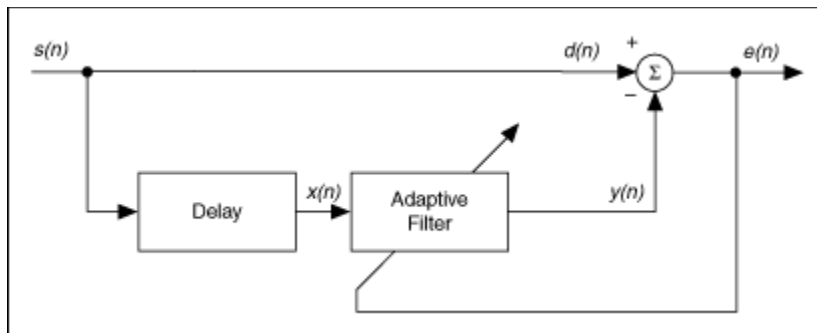 s(n)
d(n)
+
Σ
e(n)
−
Delay
x(n)
Adaptive
Filter
y(n)